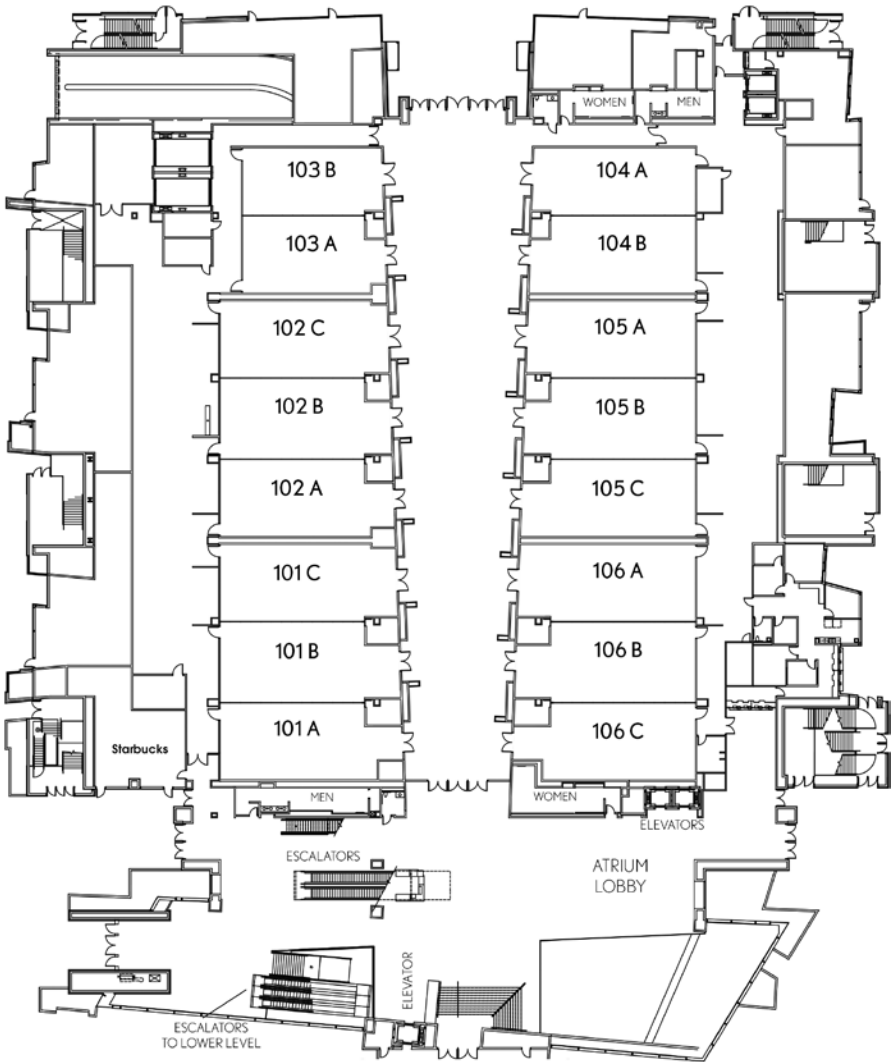 WOMEN
MEN
103 B
104 A
103 A
104 B
102 C
105 A
102 B
105 B
102 A
105 C
101 C
106 A
101 B
106 B
101 A
106 C
Starbucks
MEN
WOMEN
ELEVATORS
ESCALATORS
ATRIUM
LOBBY
ELEVATOR
ESCALATORS
TO LOWER LEVEL